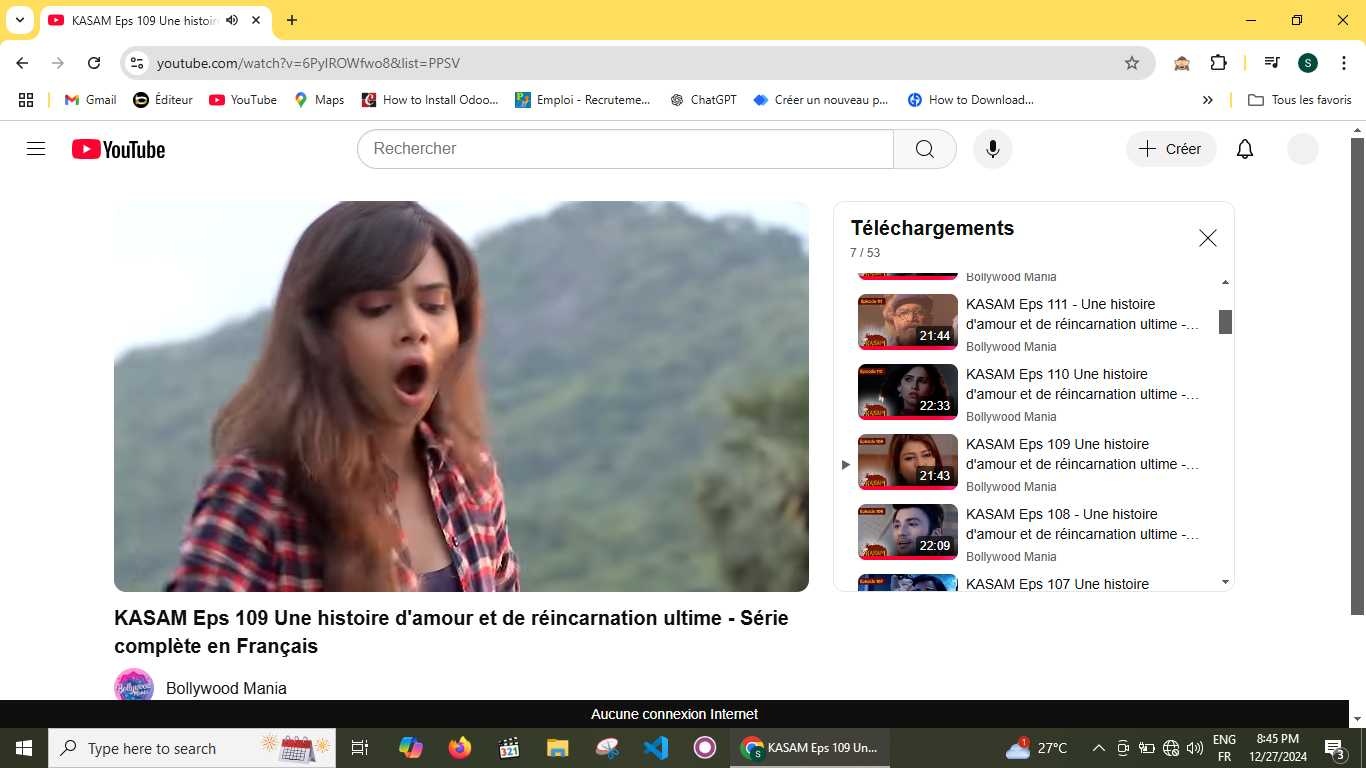 KASAM Eps 109 Une histoir
youtube.com/watch?v=6PyIROWfwo8&list=PPSV
S
Gmail
Éditeur
YouTube
Maps
How to Install Odoo...
Emploi - Recruteme...
ChatGPT
Créer un nouveau p...
How to Download...
Tous les favoris
YouTube
Rechercher
Créer
Téléchargements
7 / 53
Bollywood Mania
KASAM Eps 111 - Une histoire
d'amour et de réincarnation ultime -...
21:44
Bollywood Mania
KASAM Eps 110 Une histoire
d'amour et de réincarnation ultime -...
22:33
Bollywood Mania
KASAM Eps 109 Une histoire
d'amour et de réincarnation ultime -...
21:43
Bollywood Mania
KASAM Eps 108 - Une histoire
d'amour et de réincarnation ultime -...
22:09
Bollywood Mania
KASAM Eps 107 Une histoire
KASAM Eps 109 Une histoire d'amour et de réincarnation ultime - Série
complète en Français
Bollywood Mania
Aucune connexion Internet
Type here to search
KASAM Eps 109 Un...
27°C
ENG
FR
8:45 PM
12/27/2024
3